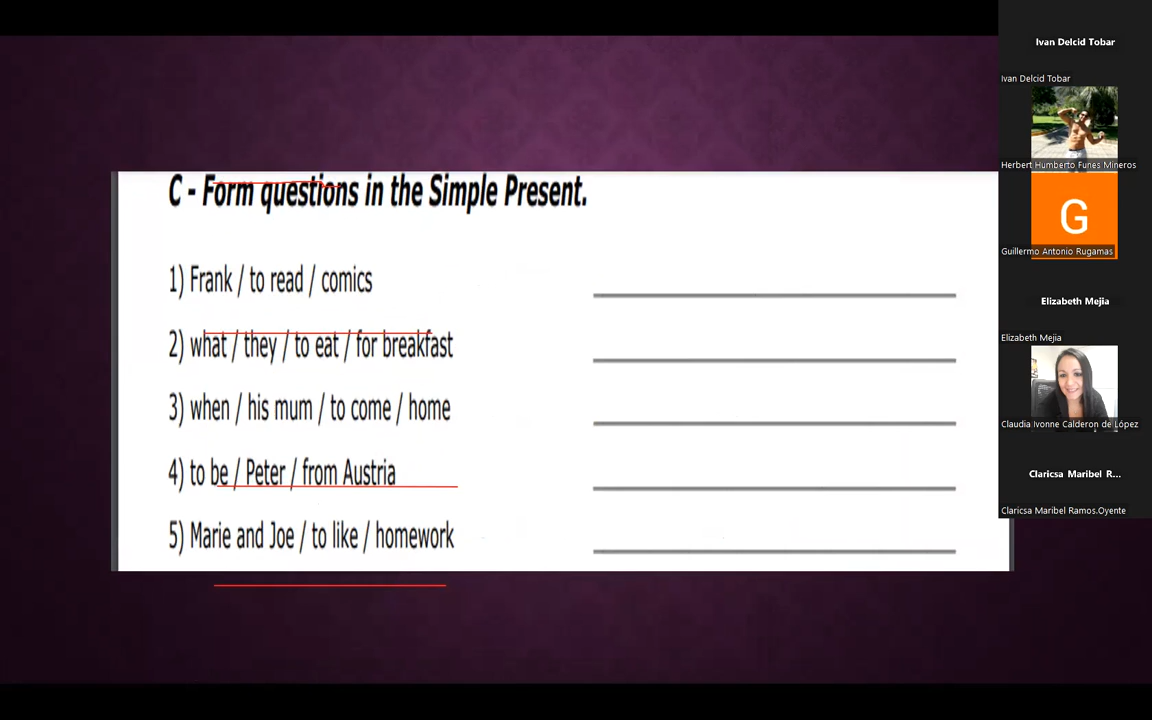 C - Form questions in the Simple Present.
1) Frank / to read / comics
2) what / they / to eat / for breakfast
3) when / his mum / to come / home
4) to be / Peter / from Austria
5) Marie and Joe / to like / homework
Ivan Delcid Tobar
Ivan Delcid Tobar
Herbert Humberto Funes Mineros
G
Guillermo Antonio Rugamas
Elizabeth Mejia
Elizabeth Mejia
Claudia Ivonne Calderon de López
Claricsa Maribel R...
Claricsa Maribel Ramos.Oyente